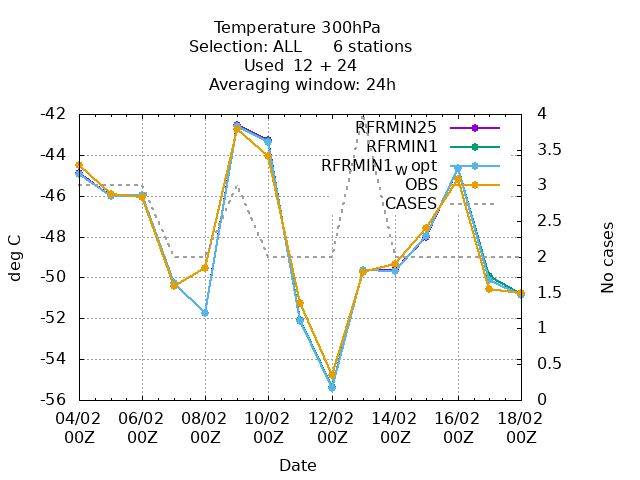 Temperature 300hPa
Selection: ALL 6 stations
Used 12 + 24
Averaging window: 24h
-42
-44
-46
-48
-50
-52
-54
-56
4
3.5
3
2.5
2
1.5
1
0.5
0
RFRMIN25
RFRMIN1
RFRMIN1w opt
OBS
CASES
deg C
No cases
04/02 06/02 08/02 10/02 12/02 14/02 16/02 18/02
00Z 00Z 00Z 00Z 00Z 00Z 00Z 00Z
Date